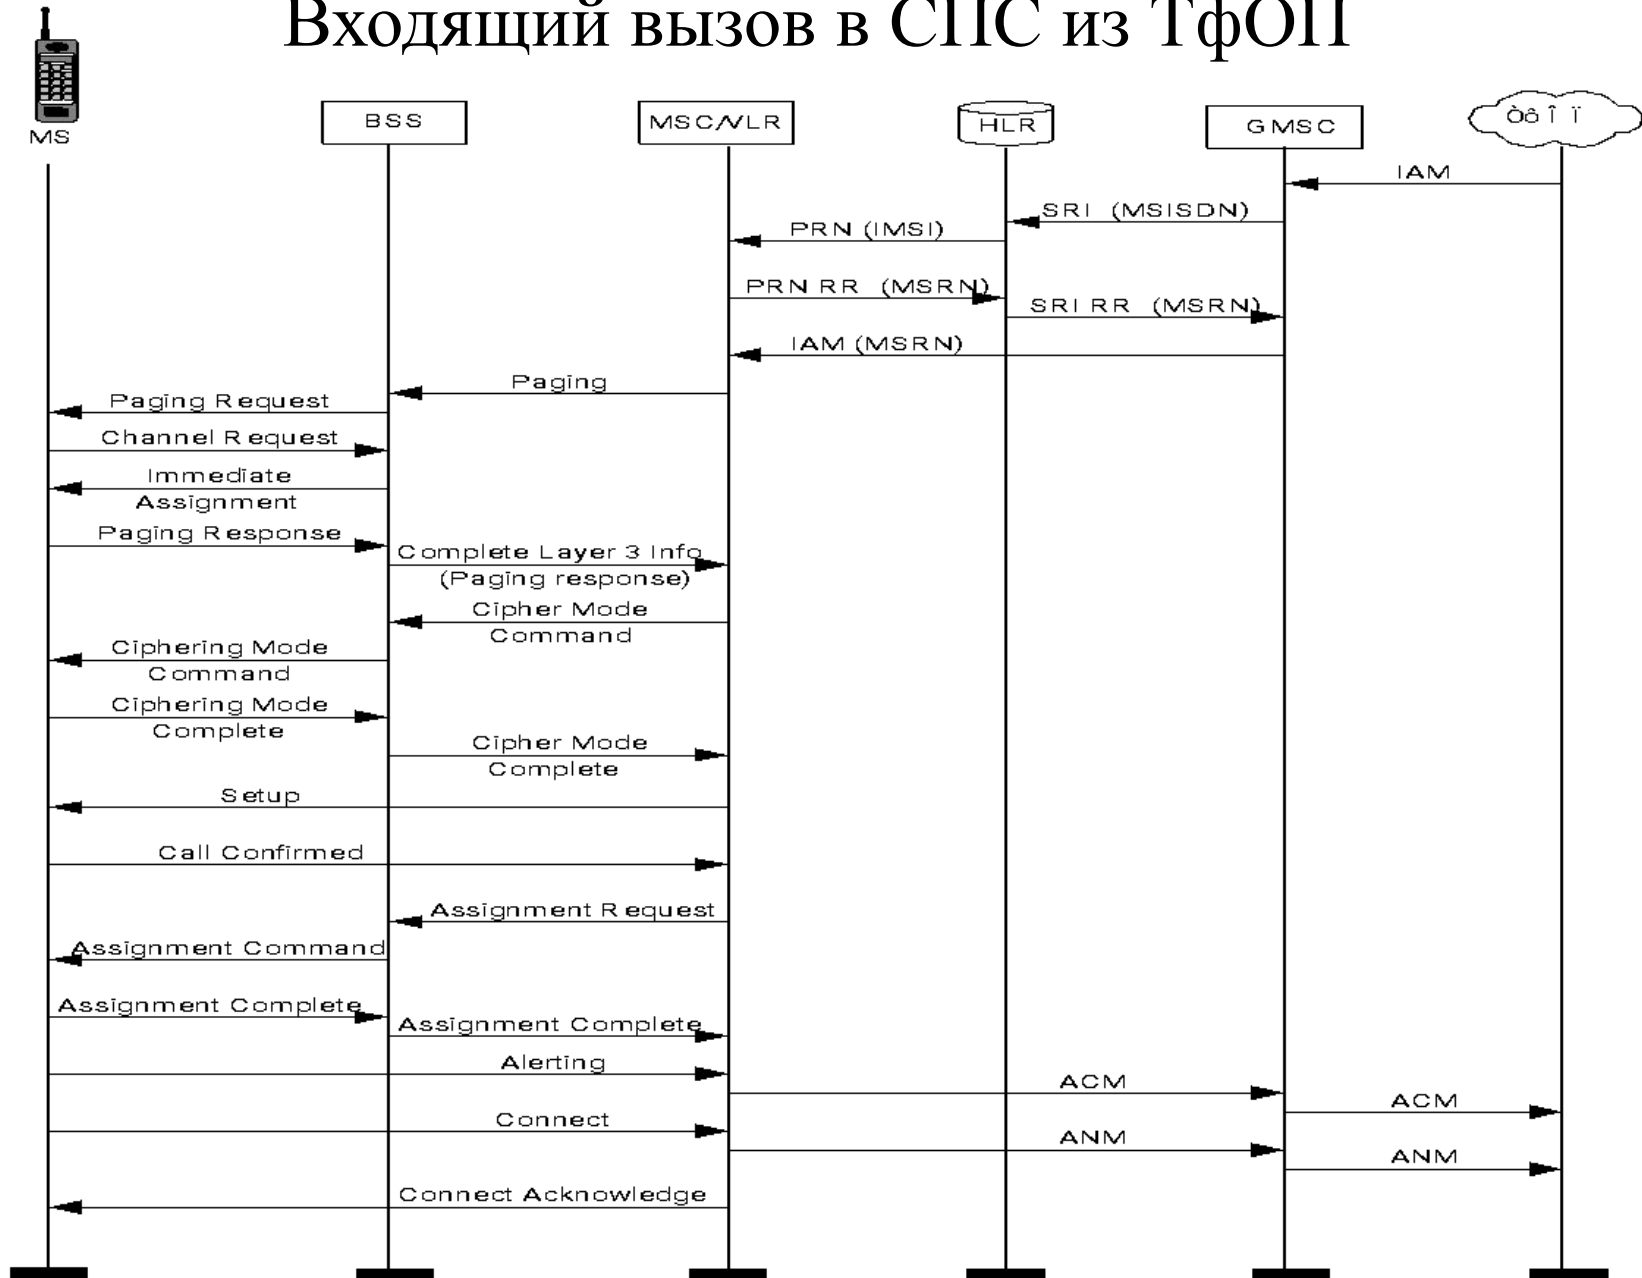 Входящий вызов в СПС из ТфОП
MS
BSS
MSC/VLR
HLR
GMSC
Òô Î Ï
IAM
SRI (MSISDN)
PRN (IMSI)
PRN RR (MSRN)
SRI RR (MSRN)
IAM (MSRN)
Paging
Paging Request
Channel Request
Immediate
Assignment
Paging Response
Complete Layer 3 Info
(Paging response)
Cipher Mode
Command
Ciphering Mode
Command
Ciphering Mode
Complete
Cipher Mode
Complete
Setup
Call Confirmed
Assignment Request
Assignment Command
Assignment Complete
Assignment Complete
Alerting
ACM
ACM
Connect
ANM
ANM
Connect Acknowledge